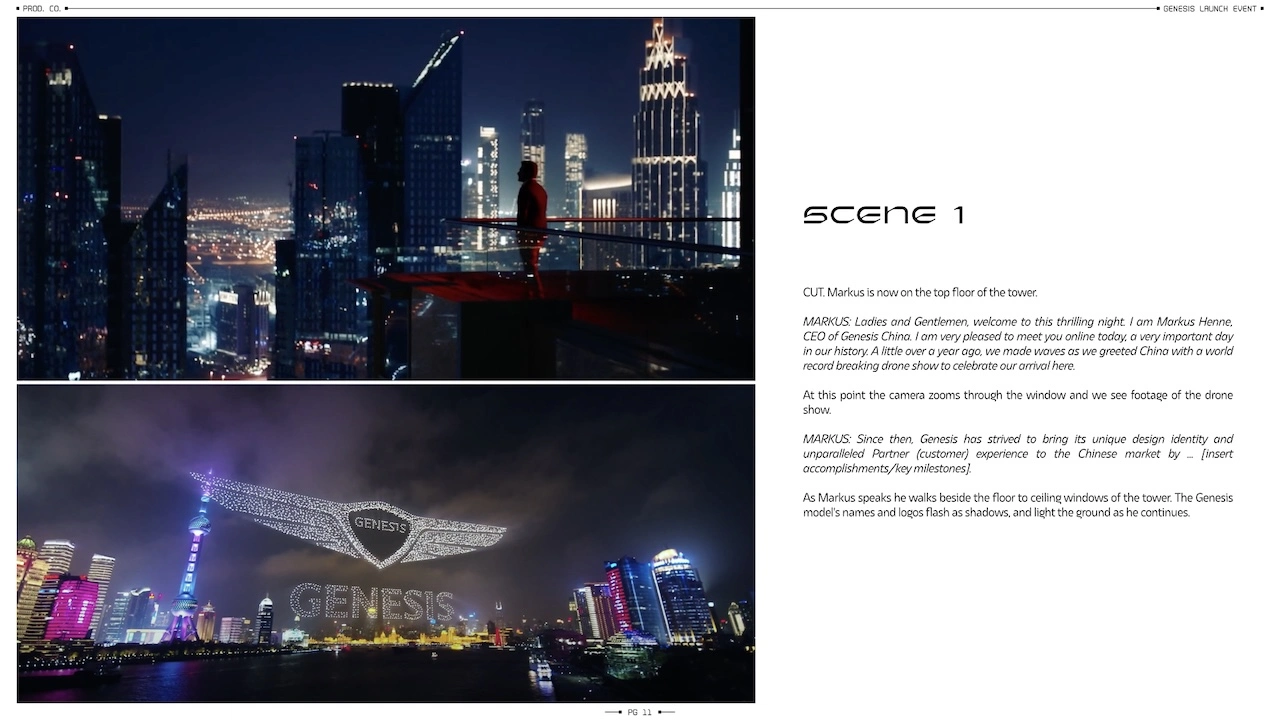 PROD. CO.
GENESIS LAUNCH EVENT
SCENE 1
CUT. Markus is now on the top floor of the tower.
MARKUS: Ladies and Gentlemen, welcome to this thrilling night. I am Markus Henne,
CEO of Genesis China. I am very pleased to meet you online today, a very important day
in our history. A little over a year ago, we made waves as we greeted China with a world
record breaking drone show to celebrate our arrival here.
At this point the camera zooms through the window and we see footage of the drone
show.
MARKUS: Since then, Genesis has strived to bring its unique design identity and
unparalleled Partner (customer) experience to the Chinese market by ... [insert
accomplishments/key milestones].
As Markus speaks he walks beside the floor to ceiling windows of the tower. The Genesis
model's names and logos flash as shadows, and light the ground as he continues.
GENESIS
GENESIS
PG 11